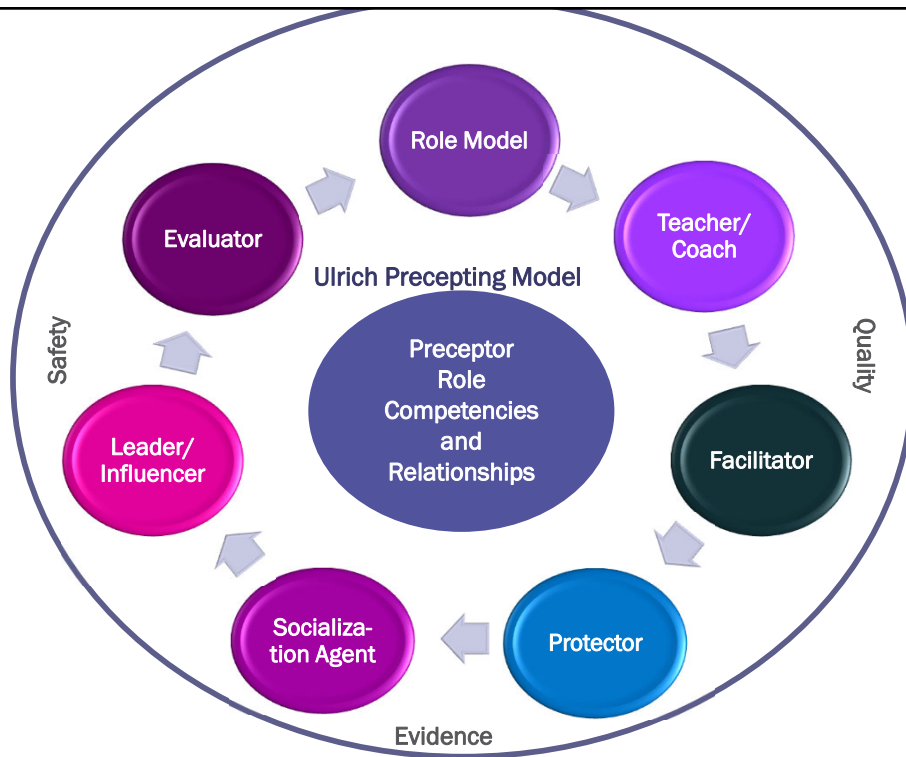 Role Model
Teacher/
Coach
Facilitator
Protector
Socializa-
tion Agent
Leader/
Influencer
Evaluator
Ulrich Precepting Model
Preceptor
Role
Competencies
and
Relationships
Safety
Quality
Evidence